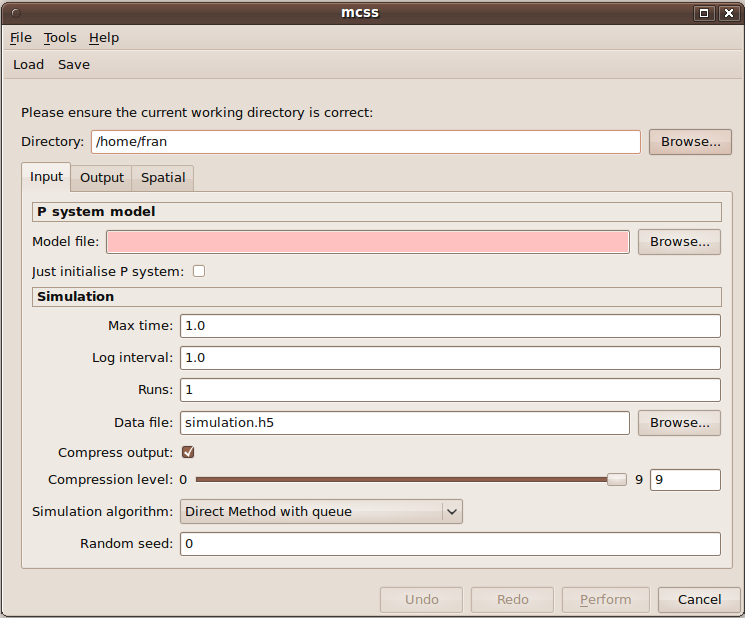 mcss
File Tools Help
Load Save
Please ensure the current working directory is correct:
Directory: /home/fran Browse...
Input Output Spatial
P system model
Model file: Browse...
Just initialise P system:
Simulation
Max time: 1.0
Log interval: 1.0
Runs: 1
Data file: simulation.h5 Browse...
Compress output:
Compression level: 0 9 9
Simulation algorithm: Direct Method with queue
Random seed: 0
Undo Redo Perform Cancel